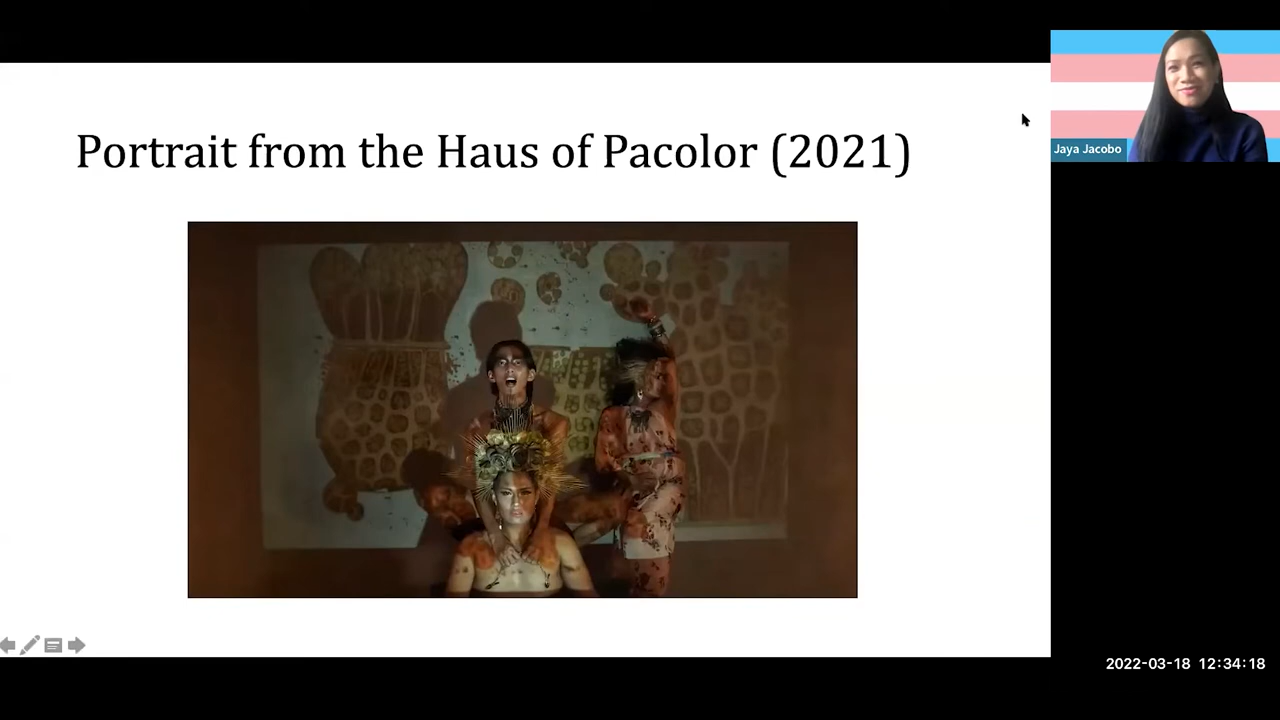 Portrait from the Haus of Pacolor (2021)
Jaya Jacobo
2022-03-18 12:34:18